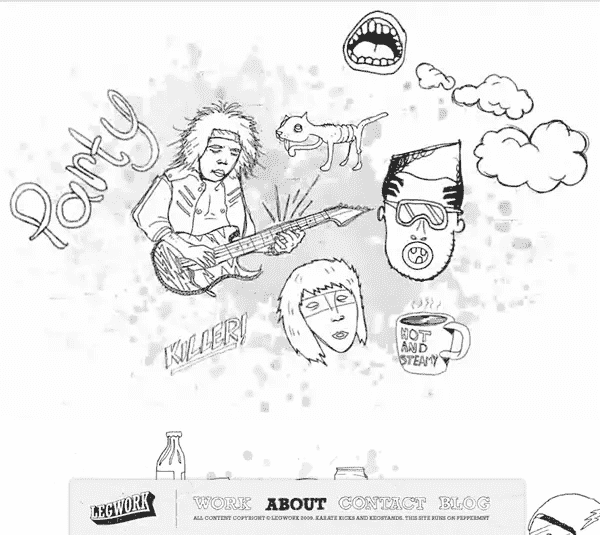 Party
KILLER!
HOT
AND
STEAMY
LEGWORK
WORK ABOUT CONTACT BLOG
ALL CONTENT COPYRIGHT © LEGWORK 2009. KARATE KICKS AND KEGSTANDS. THIS SITE RUNS ON PEPPERMINT